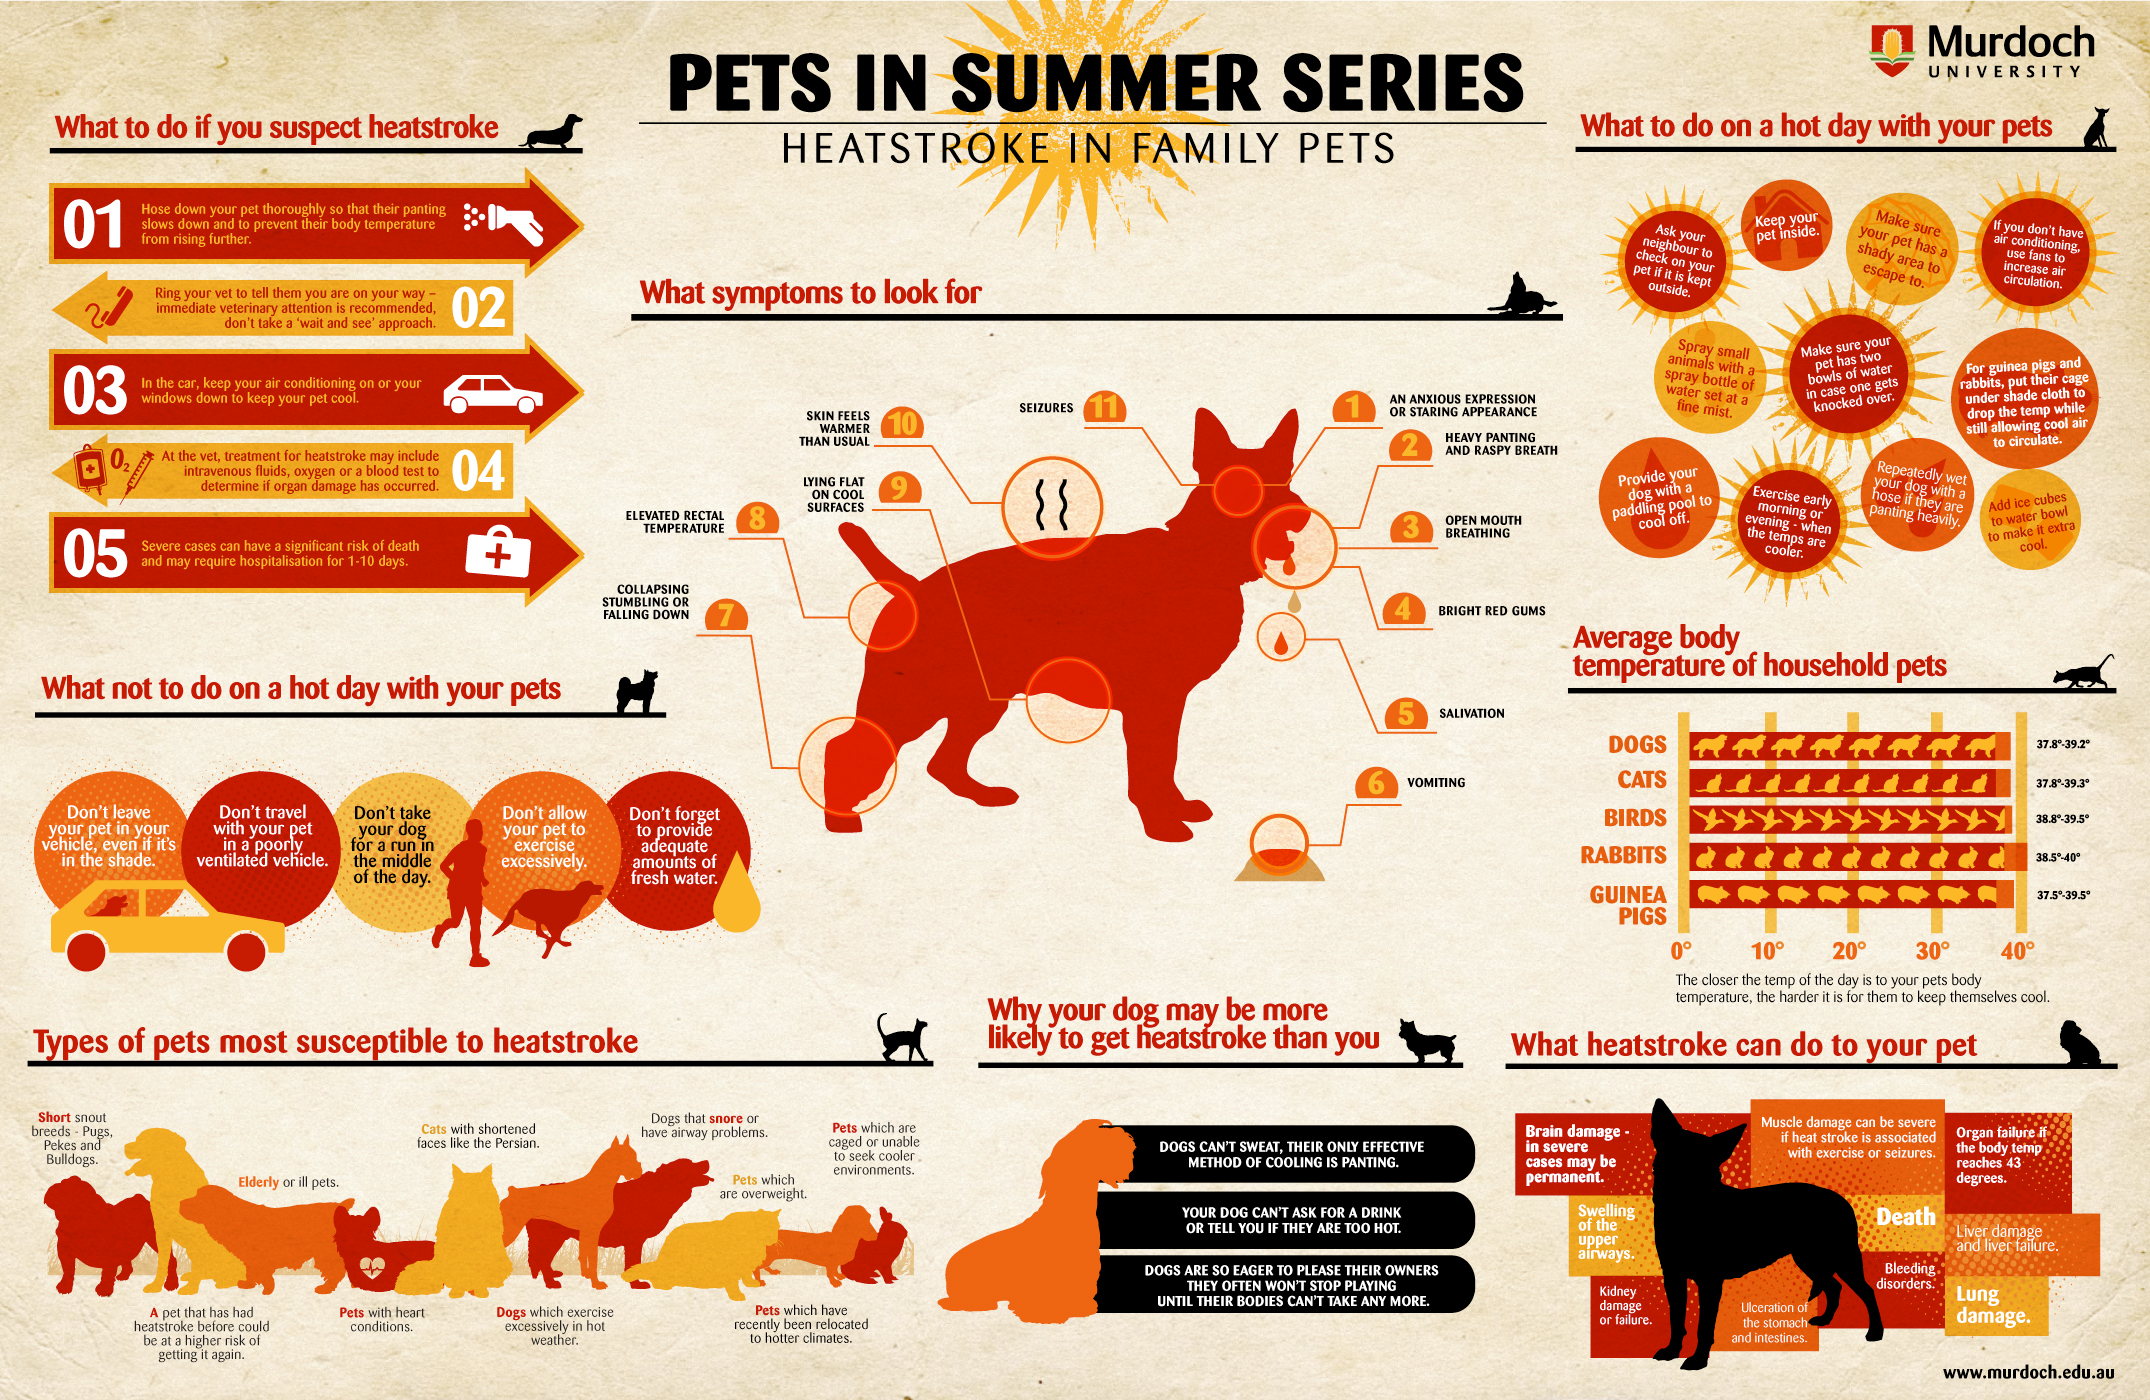 PETS IN SUMMER SERIES
HEATSTROKE IN FAMILY PETS
Murdoch
UNIVERSITY
What to do if you suspect heatstroke
01
Hose down your pet thoroughly so that their panting
slows down and to prevent their body temperature
from rising further.
Ring your vet to tell them you are on your way –
immediate veterinary attention is recommended,
don't take a 'wait and see' approach.
02
03
In the car, keep your air conditioning on or your
windows down to keep your pet cool.
O2
At the vet, treatment for heatstroke may include
intravenous fluids, oxygen or a blood test to
determine if organ damage has occurred.
04
05
Severe cases can have a significant risk of death
and may require hospitalisation for 1-10 days.
What not to do on a hot day with your pets
Don't leave
your pet in your
vehicle, even if it's
in the shade.
Don't travel
with your pet
in a poorly
ventilated vehicle.
Don't take
your dog
for a run in
the middle
of the day.
Don't allow
your pet to
exercise
excessively.
Don't forget
to provide
adequate
amounts of
fresh water.
What symptoms to look for
1
AN ANXIOUS EXPRESSION
OR STARING APPEARANCE
2
HEAVY PANTING
AND RASPY BREATH
3
OPEN MOUTH
BREATHING
4
BRIGHT RED GUMS
5
SALIVATION
6
VOMITING
COLLAPSING
STUMBLING OR
FALLING DOWN
7
ELEVATED RECTAL
TEMPERATURE
8
LYING FLAT
ON COOL
SURFACES
9
SKIN FEELS
WARMER
THAN USUAL
10
SEIZURES
11
What to do on a hot day with your pets
Ask your
neighbour to
check on your
pet if it is kept
outside.
Keep your
pet inside.
Make sure
your pet has a
shady area to
escape to.
If you don't have
air conditioning,
use fans to
increase air
circulation.
Spray small
animals with a
spray bottle of
water set at a
fine mist.
Make sure your
pet has two
bowls of water
in case one gets
knocked over.
For guinea pigs and
rabbits, put their cage
under shade cloth to
drop the temp while
still allowing cool air
to circulate.
Provide your
dog with a
paddling pool to
cool off.
Exercise early
morning or
evening - when
the temps are
cooler.
Repeatedly wet
your dog with a
hose if they are
panting heavily.
Add ice cubes
to water bowl
to make it extra
cool.
Average body
temperature of household pets
DOGS
37.8°-39.2°
CATS
37.8°-39.3°
BIRDS
38.8°-39.5°
RABBITS
38.5°-40°
GUINEA
PIGS
37.5°-39.5°
0° 10° 20° 30° 40°
The closer the temp of the day is to your pets body
temperature, the harder it is for them to keep themselves cool.
Types of pets most susceptible to heatstroke
Short snout
breeds - Pugs,
Pekes and
Bulldogs.
A pet that has had
heatstroke before could
be at a higher risk of
getting it again.
Elderly or ill pets.
Pets with heart
conditions.
Cats with shortened
faces like the Persian.
Dogs which exercise
excessively in hot
weather.
Dogs that snore or
have airway problems.
Pets which
are overweight.
Pets which have
recently been relocated
to hotter climates.
Pets which are
caged or unable
to seek cooler
environments.
Why your dog may be more
likely to get heatstroke than you
DOGS CAN'T SWEAT, THEIR ONLY EFFECTIVE
METHOD OF COOLING IS PANTING.
YOUR DOG CAN'T ASK FOR A DRINK
OR TELL YOU IF THEY ARE TOO HOT.
DOGS ARE SO EAGER TO PLEASE THEIR OWNERS
THEY OFTEN WON'T STOP PLAYING
UNTIL THEIR BODIES CAN'T TAKE ANY MORE.
What heatstroke can do to your pet
Brain damage -
in severe
cases may be
permanent.
Muscle damage can be severe
if heat stroke is associated
with exercise or seizures.
Organ failure if
the body temp
reaches 43
degrees.
Swelling
of the
upper
airways.
Death
Liver damage
and liver failure.
Kidney
damage
or failure.
Ulceration of
the stomach
and intestines.
Bleeding
disorders.
Lung
damage.
www.murdoch.edu.au